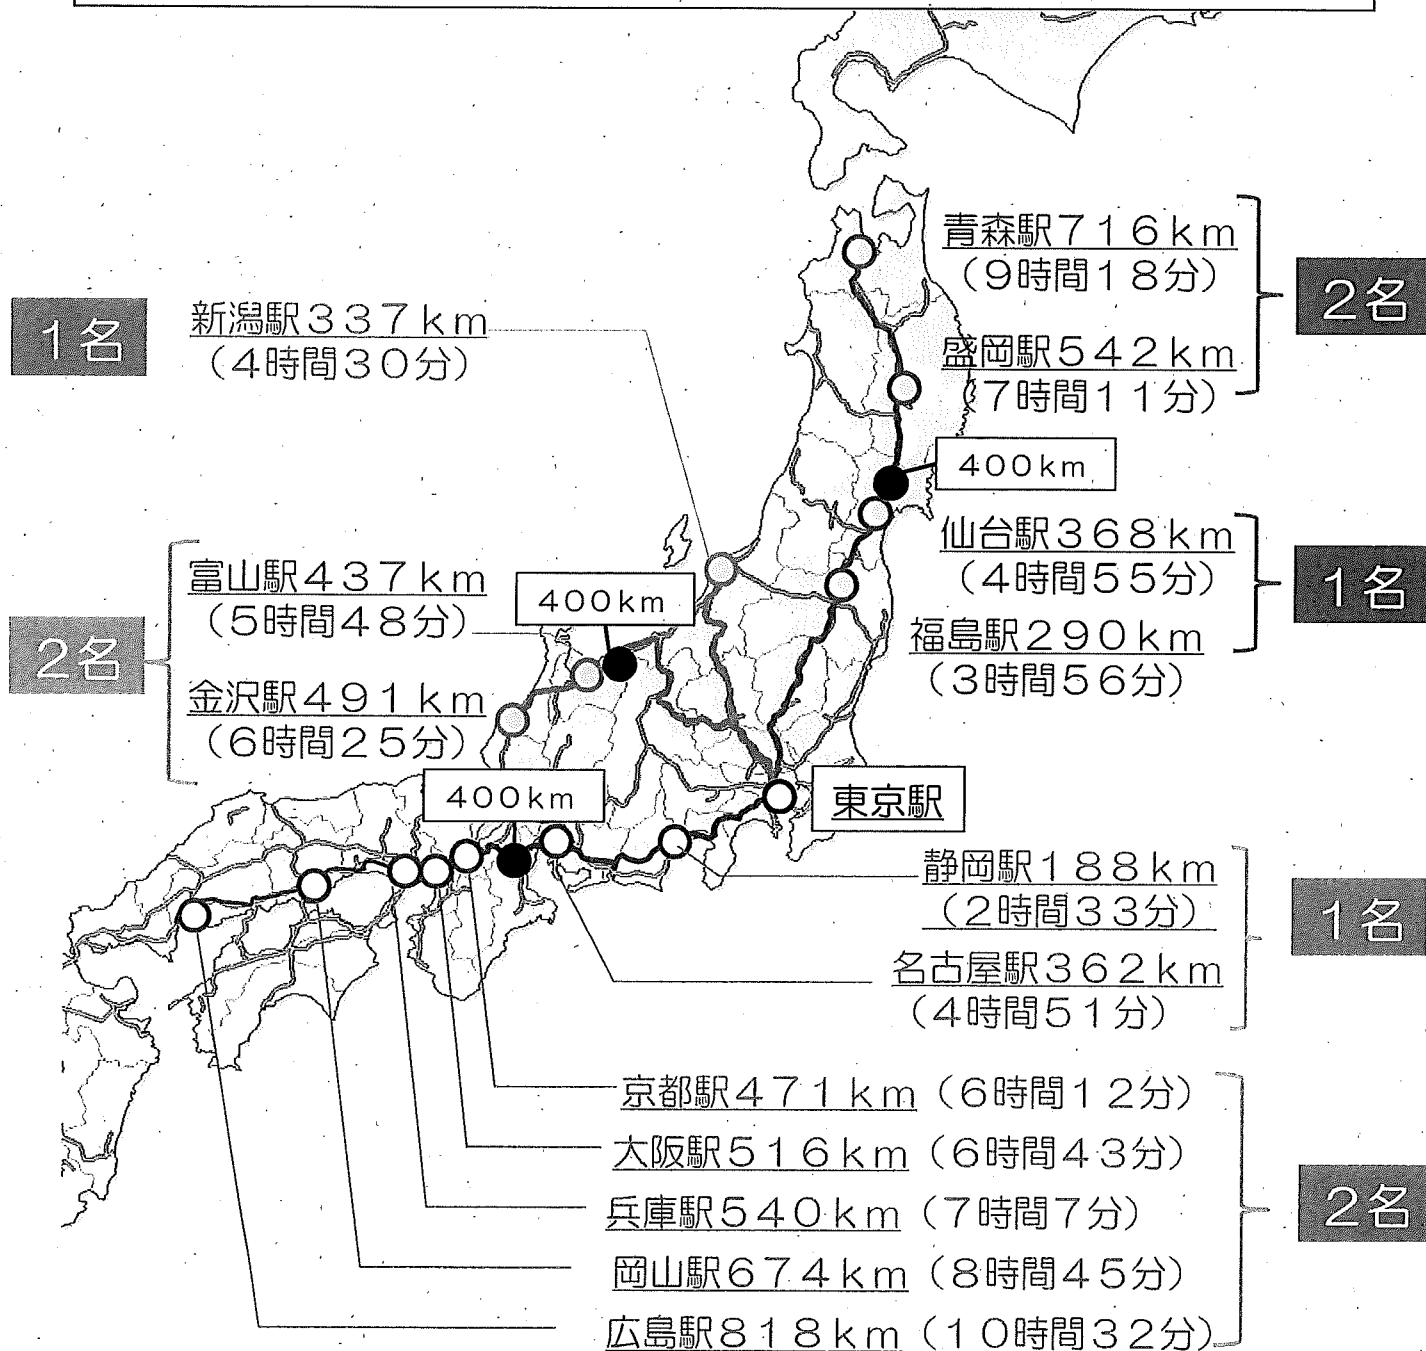 青森駅716km
(9時間18分)
2名
盛岡駅542km
(7時間11分)
新潟駅337km
(4時間30分)
1名
400km
仙台駅368km
(4時間55分)
1名
福島駅290km
(3時間56分)
富山駅437km
(5時間48分)
400km
2名
金沢駅491km
(6時間25分)
400km
東京駅
静岡駅188km
(2時間33分)
1名
名古屋駅362km
(4時間51分)
京都駅471km(6時間12分)
大阪駅516km(6時間43分)
兵庫駅540km(7時間7分)
2名
岡山駅674km(8時間45分)
広島駅818km(10時間32分)